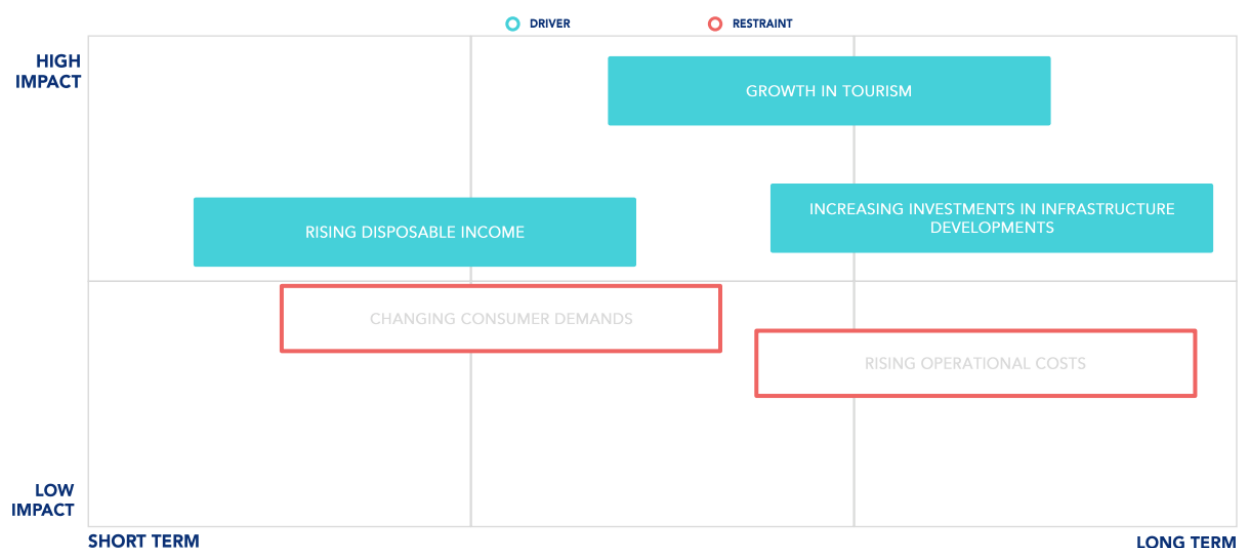 DRIVER
RESTRAINT
HIGH
IMPACT
GROWTH IN TOURISM
INCREASING INVESTMENTS IN INFRASTRUCTURE
DEVELOPMENTS
RISING DISPOSABLE INCOME
CHANGING CONSUMER DEMANDS
RISING OPERATIONAL COSTS
LOW
IMPACT
SHORT TERM
LONG TERM